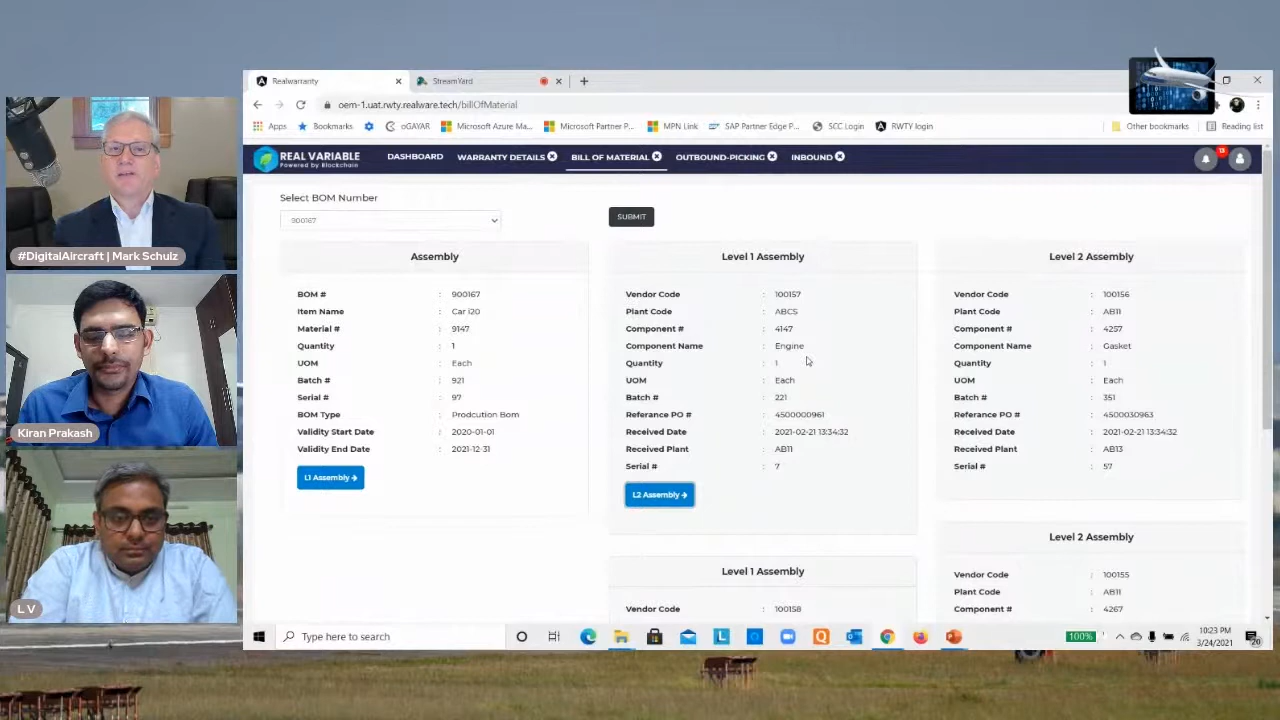 Realwarranty
StreamYard
oem-1.uat.rwty.realware.tech/billOfMaterial
Apps
Bookmarks
oGAYAR
Microsoft Azure Ma...
Microsoft Partner P...
MPN Link
SAP Partner Edge P...
SCC Login
RWTY login
Other bookmarks
Reading list
REAL VARIABLE
Powered by Blockchain
DASHBOARD
WARRANTY DETAILS
BILL OF MATERIAL
OUTBOUND-PICKING
INBOUND
13
Select BOM Number
900167
SUBMIT
Assembly
BOM # : 900167
Item Name : Car i20
Material # : 9147
Quantity : 1
UOM : Each
Batch # : 921
Serial # : 97
BOM Type : Prodcution Bom
Validity Start Date : 2020-01-01
Validity End Date : 2021-12-31
L1 Assembly
Level 1 Assembly
Vendor Code : 100157
Plant Code : ABCS
Component # : 4147
Component Name : Engine
Quantity : 1
UOM : Each
Batch # : 221
Referance PO # : 4500000961
Received Date : 2021-02-21 13:34:32
Received Plant : AB11
Serial # : 7
L2 Assembly
Level 1 Assembly
Vendor Code : 100158
Level 2 Assembly
Vendor Code : 100156
Plant Code : AB11
Component # : 4257
Component Name : Gasket
Quantity : 1
UOM : Each
Batch # : 351
Referance PO # : 4500030963
Received Date : 2021-02-21 13:34:32
Received Plant : AB13
Serial # : 57
Level 2 Assembly
Vendor Code : 100155
Plant Code : AB11
Component # : 4267
#DigitalAircraft | Mark Schulz
Kiran Prakash
L V
Type here to search
100%
10:23 PM
3/24/2021
20